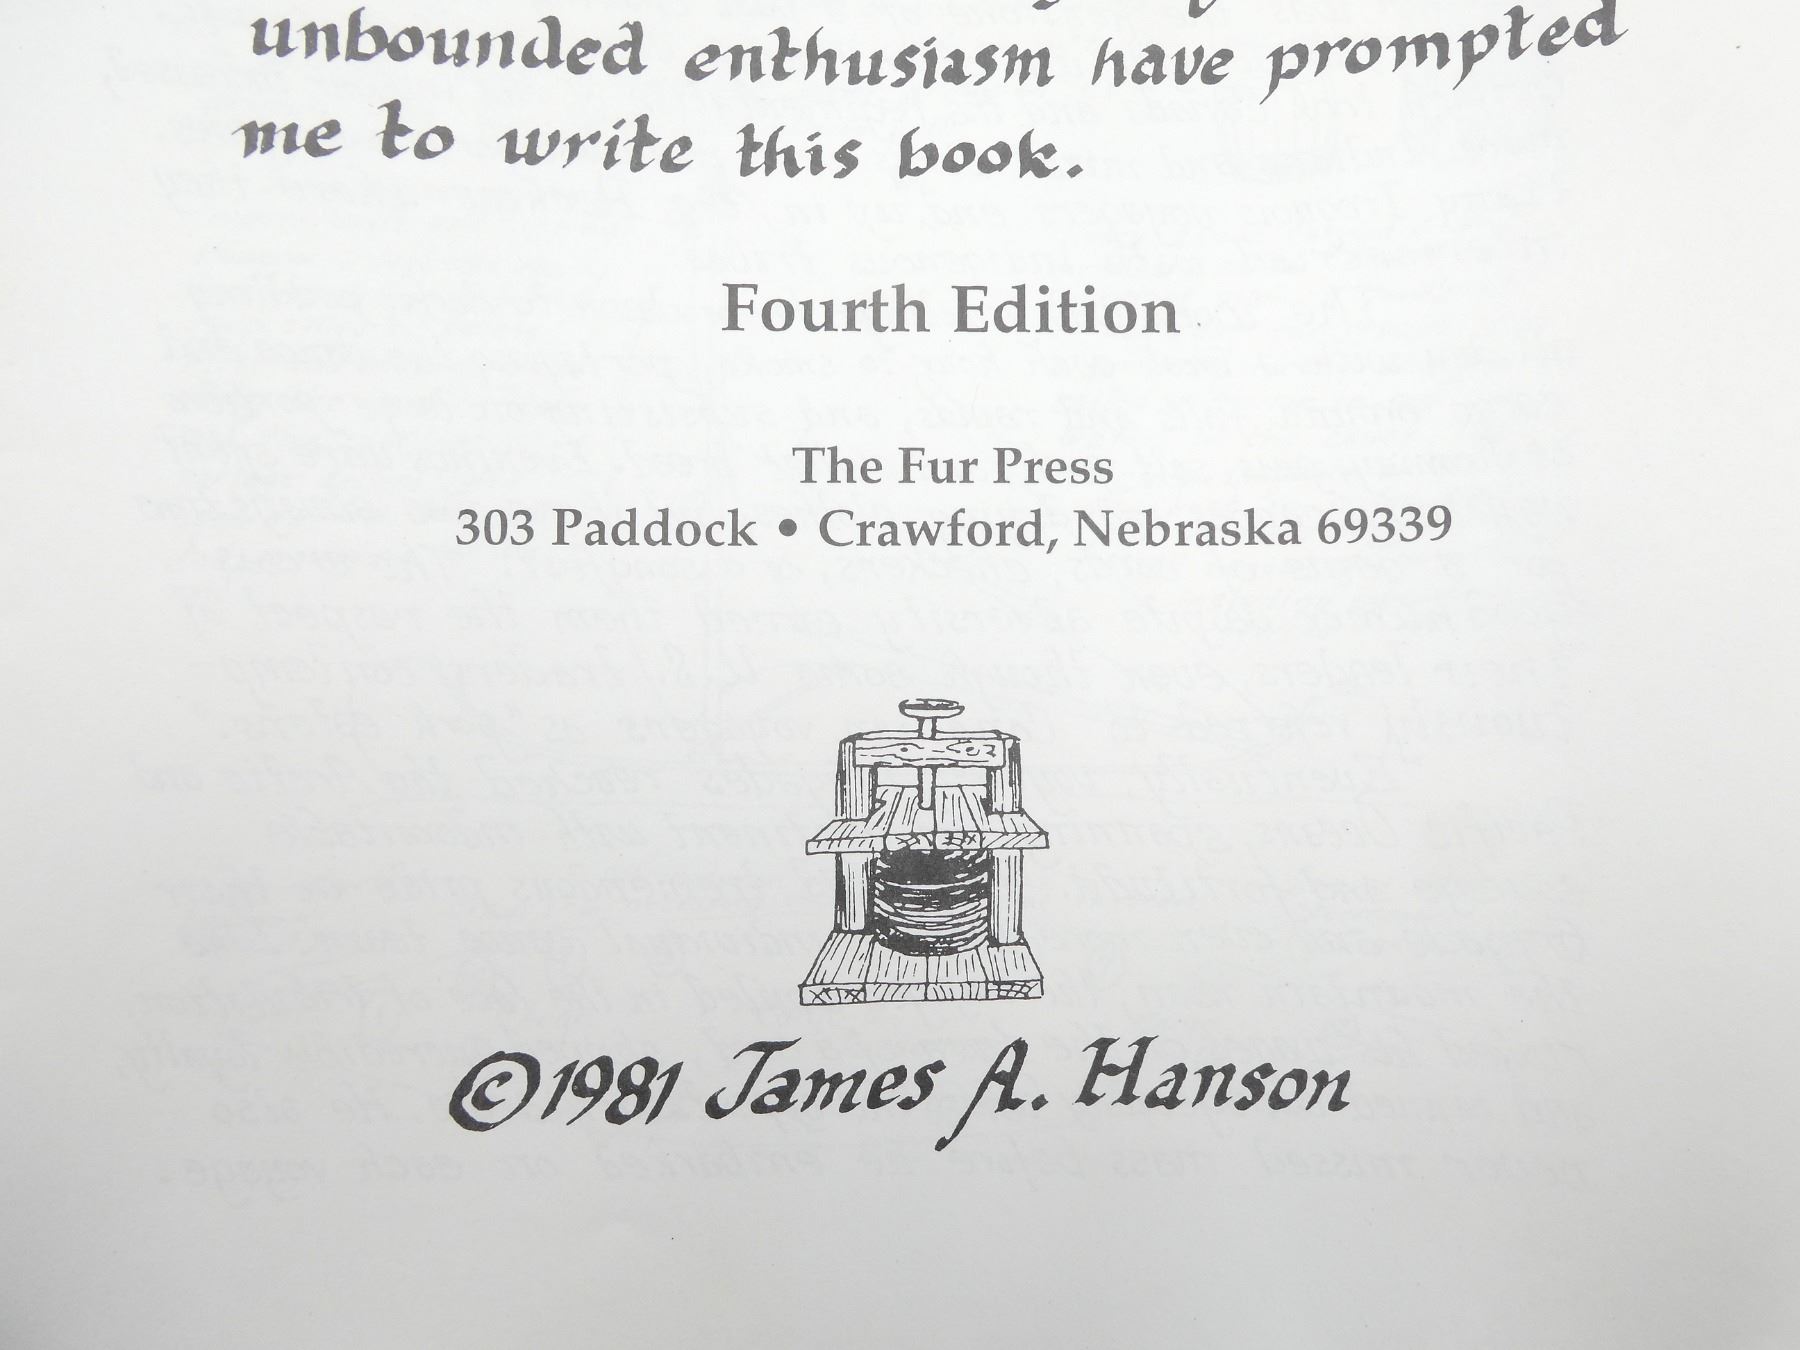 unbounded enthusiasm have prompted
me to write this book.
Fourth Edition
The Fur Press
303 Paddock • Crawford, Nebraska 69339
©1981 James A. Hanson